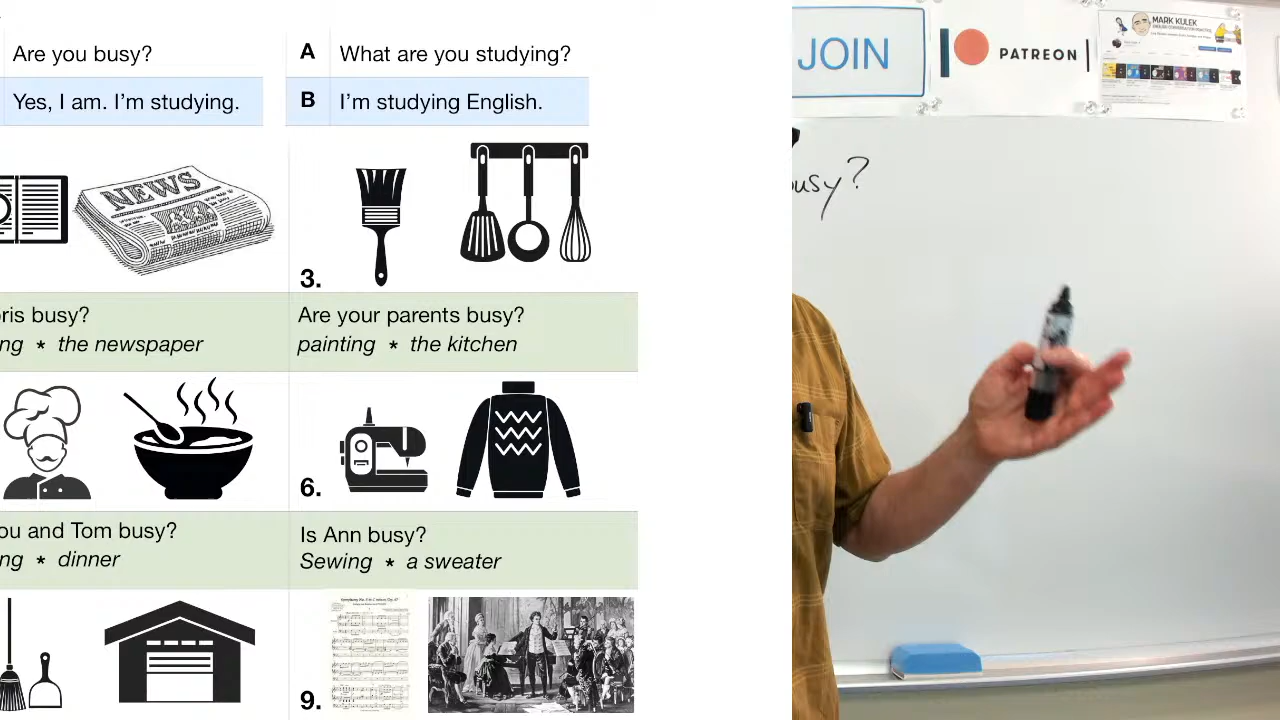 Are you busy?
Yes, I am. I'm studying.
A What are you studying?
B I'm studying English.
NEWS
3.
ris busy?
ng * the newspaper
Are your parents busy?
painting * the kitchen
6.
ou and Tom busy?
ng * dinner
Is Ann busy?
Sewing * a sweater
9.
JOIN
PATREON
MARK KULEK
busy?